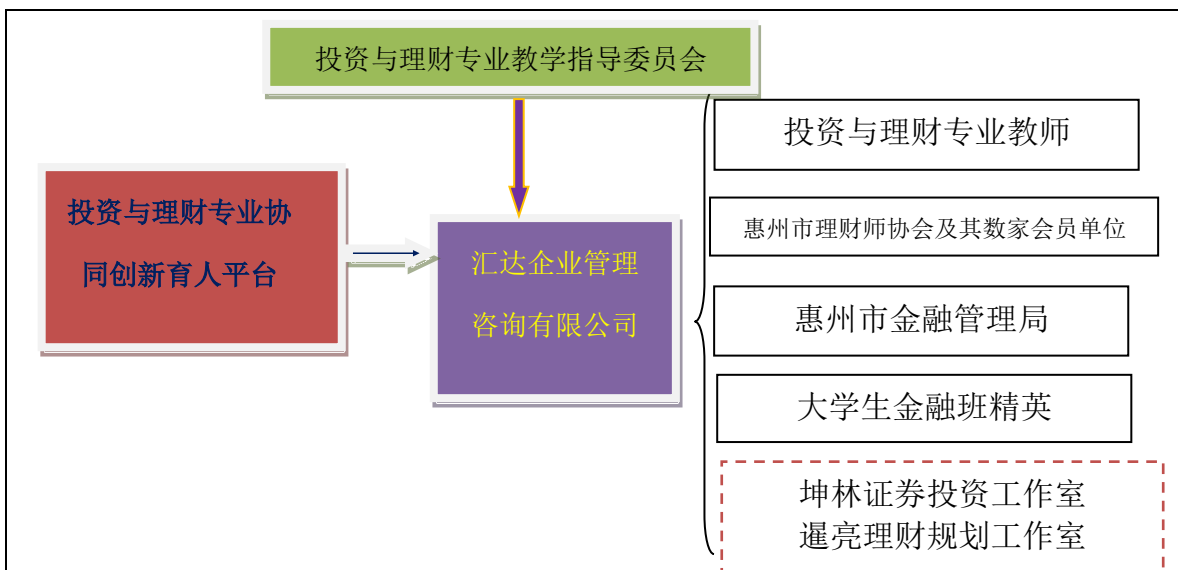 投资与理财专业教学指导委员会
投资与理财专业协
同创新育人平台
汇达企业管理
咨询有限公司
投资与理财专业教师
惠州市理财师协会及其数家会员单位
惠州市金融管理局
大学生金融班精英
坤林证券投资工作室
暹亮理财规划工作室